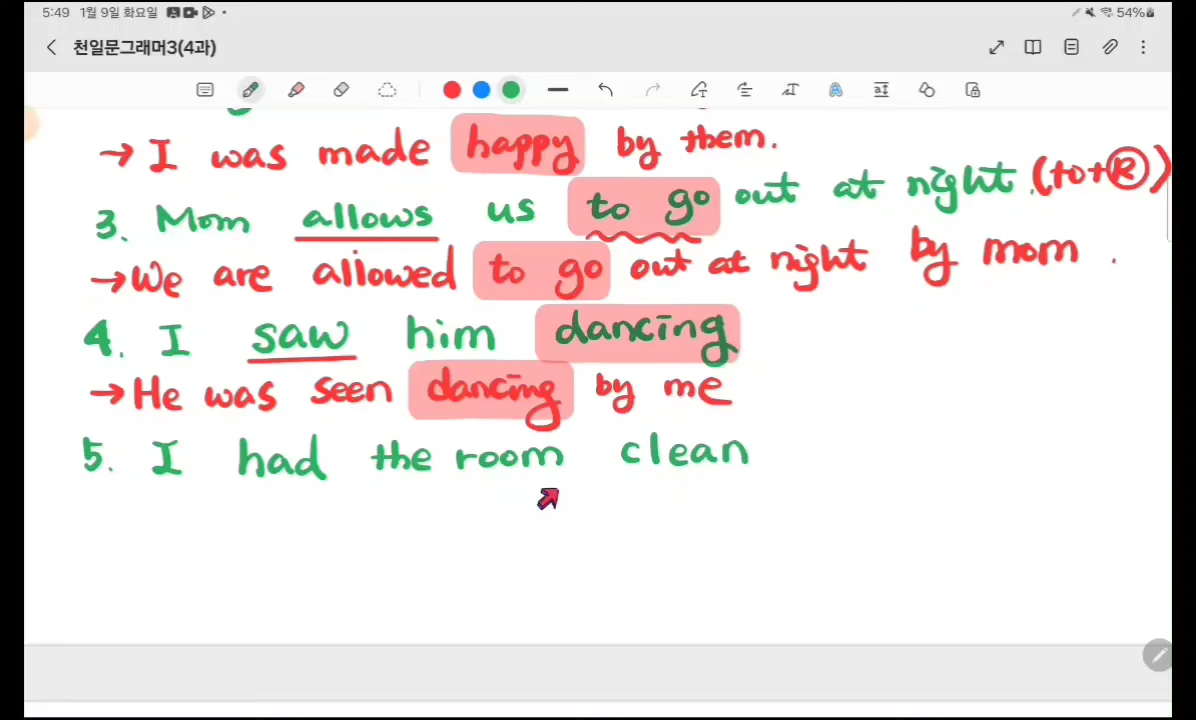 5:49 1월 9일 화요일 54%
천일문그래머3(4과)
→ I was made happy by them.
3. Mom allows us to go out at night. (to+R)
→ We are allowed to go out at night by mom.
4. I saw him dancing
→ He was seen dancing by me
5. I had the room clean